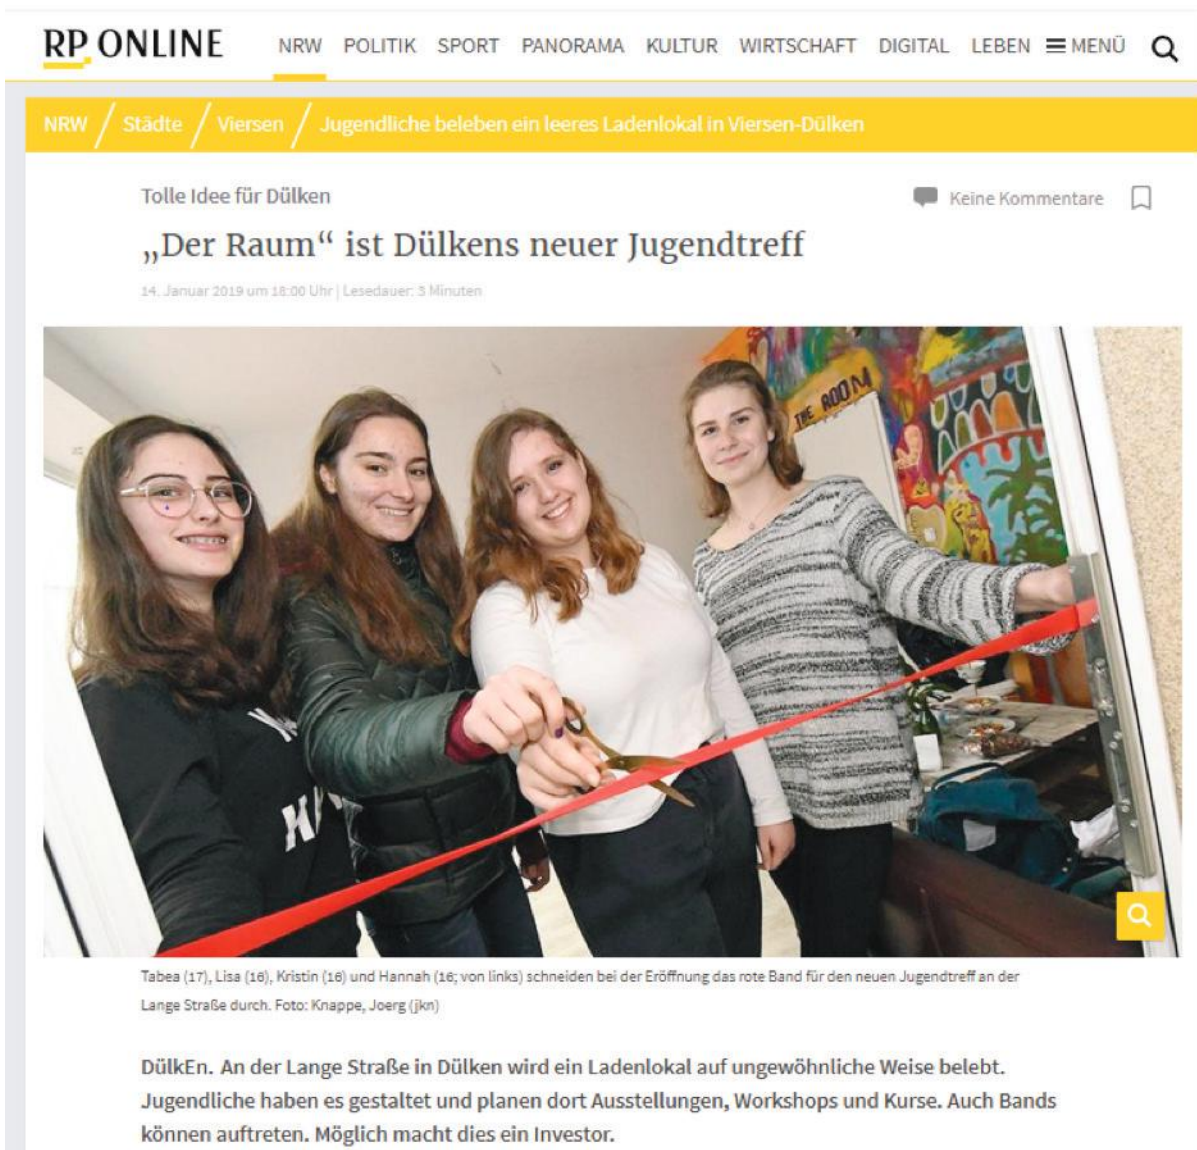 RP ONLINE
NRW POLITIK SPORT PANORAMA KULTUR WIRTSCHAFT DIGITAL LEBEN MENÜ
NRW / Städte / Viersen / Jugendliche beleben ein leeres Ladenlokal in Viersen-Dülken
Tolle Idee für Dülken
Keine Kommentare
„Der Raum“ ist Dülkens neuer Jugendtreff
14. Januar 2019 um 18:00 Uhr | Lesedauer: 3 Minuten
THE ROOM
Tabea (17), Lisa (16), Kristin (16) und Hannah (16; von links) schneiden bei der Eröffnung das rote Band für den neuen Jugendtreff an der
Lange Straße durch. Foto: Knappe, Joerg (jkn)
DülkEn. An der Lange Straße in Dülken wird ein Ladenlokal auf ungewöhnliche Weise belebt.
Jugendliche haben es gestaltet und planen dort Ausstellungen, Workshops und Kurse. Auch Bands
können auftreten. Möglich macht dies ein Investor.